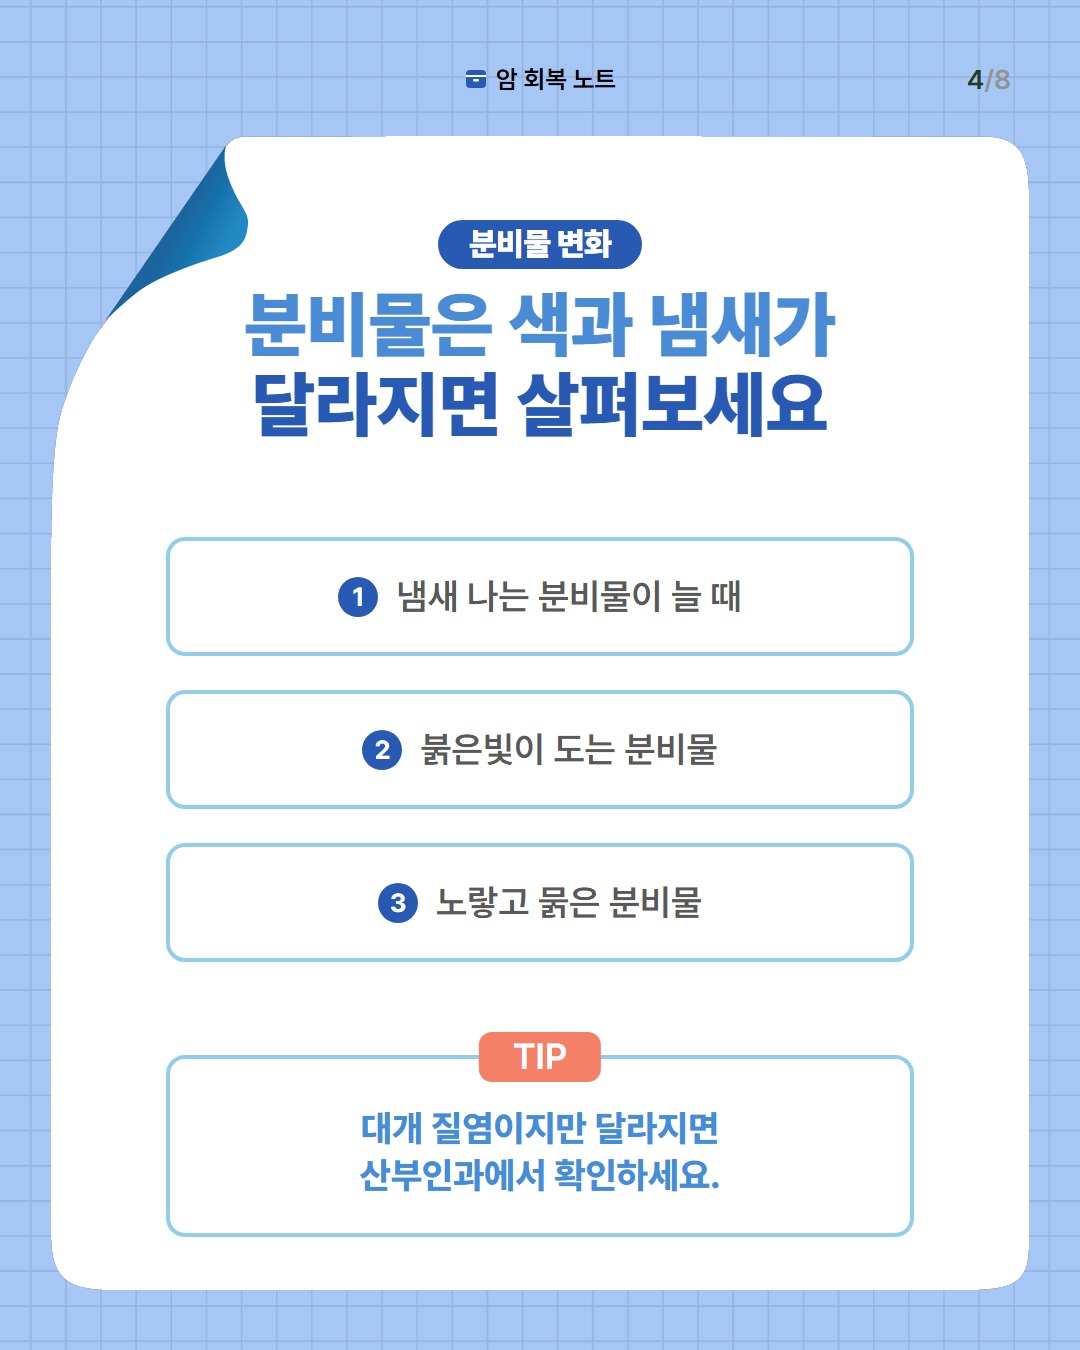 암 회복 노트
4/8
분비물 변화
분비물은 색과 냄새가
달라지면 살펴보세요
1 냄새 나는 분비물이 늘 때
2 붉은빛이 도는 분비물
3 노랗고 묽은 분비물
TIP
대개 질염이지만 달라지면
산부인과에서 확인하세요.